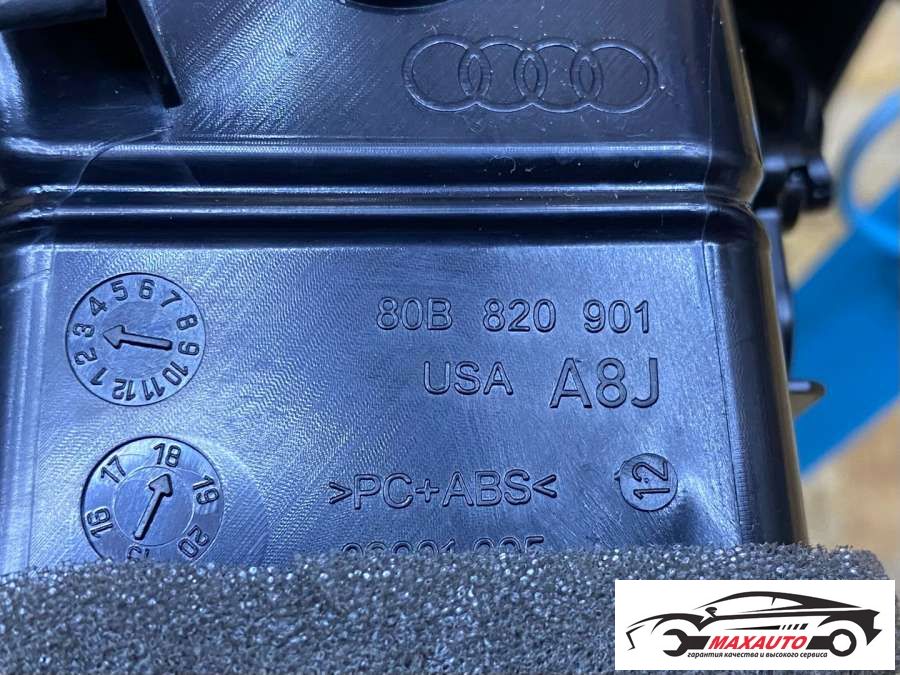 1 2 3 4 5 6 7 8 9 10 11 12
80B 820 901
USA A8J
16 17 18 19 20
>PC+ABS<
12
MAXAUTO
гарантия качества и высокого сервиса